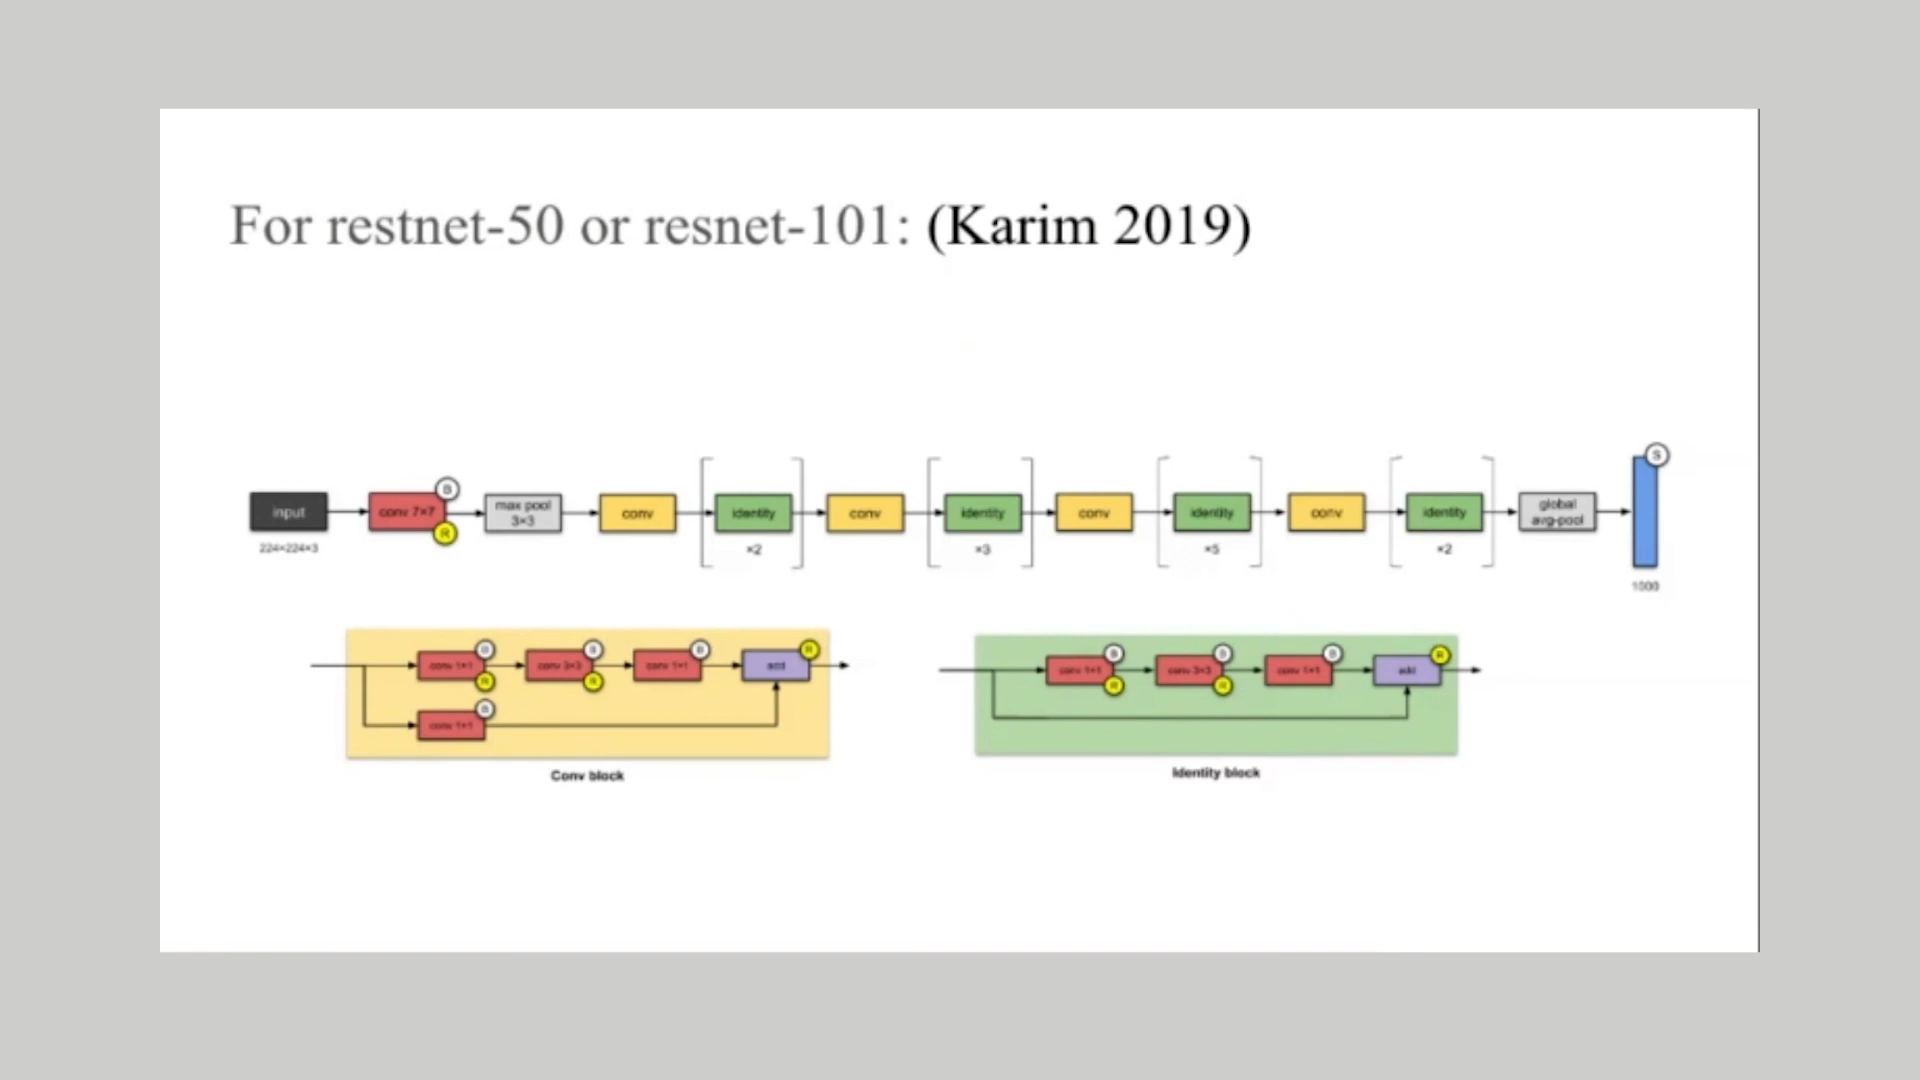 For restnet-50 or resnet-101: (Karim 2019)
input
224×224×3
conv 7×7
B
R
max pool
3×3
conv
identity
×2
conv
identity
×3
conv
identity
×5
conv
identity
×2
global
avg-pool
S
1000
conv 1×1
B
R
conv 3×3
B
R
conv 1×1
B
add
R
conv 1×1
B
Conv block
conv 1×1
B
R
conv 3×3
B
R
conv 1×1
B
add
R
Identity block